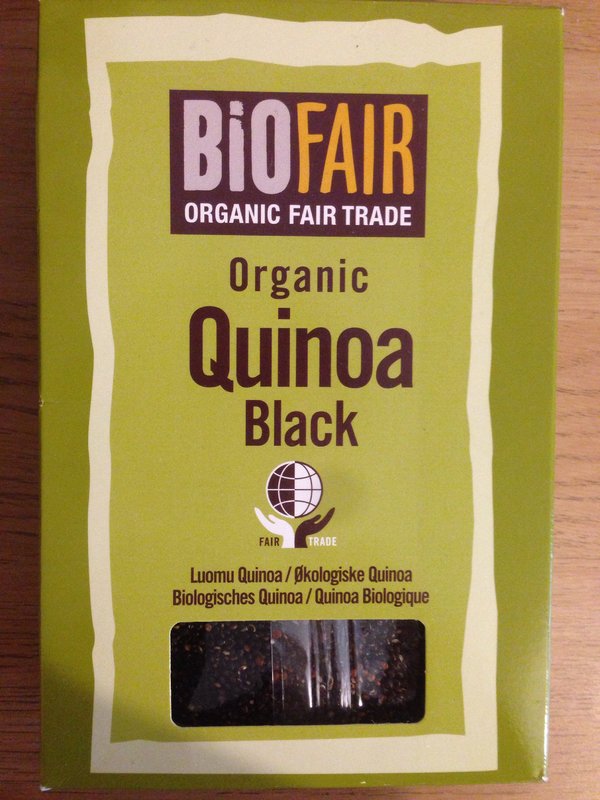 BiOFAIR
ORGANIC FAIR TRADE
Organic
Quinoa
Black
FAIR TRADE
Luomu Quinoa / Økologiske Quinoa
Biologisches Quinoa / Quinoa Biologique